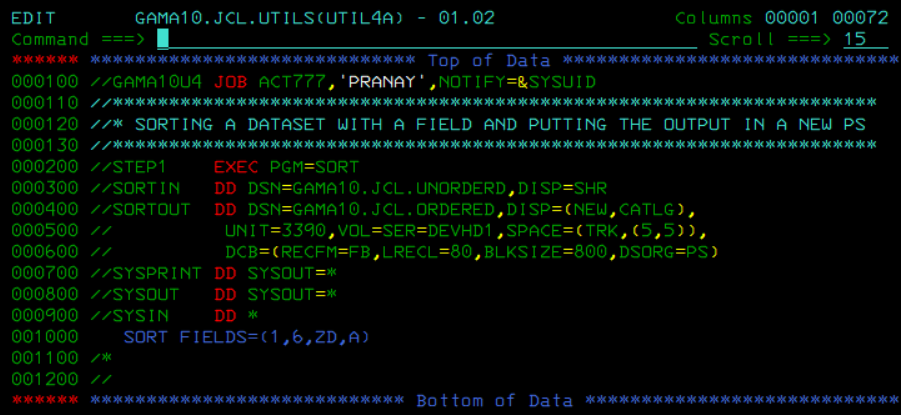 EDIT       GAMA10.JCL.UTILS(UTIL4A) - 01.02                    Columns 00001 00072
Command ===>                                                  Scroll ===> 15
****** ***************************** Top of Data ******************************
000100 //GAMA10U4 JOB ACT777,'PRANAY',NOTIFY=&SYSUID
000110 //*********************************************************************
000120 //* SORTING A DATASET WITH A FIELD AND PUTTING THE OUTPUT IN A NEW PS
000130 //*********************************************************************
000200 //STEP1    EXEC PGM=SORT
000300 //SORTIN   DD DSN=GAMA10.JCL.UNORDERD,DISP=SHR
000400 //SORTOUT  DD DSN=GAMA10.JCL.ORDERED,DISP=(NEW,CATLG),
000500 //          UNIT=3390,VOL=SER=DEVHD1,SPACE=(TRK,(5,5)),
000600 //          DCB=(RECFM=FB,LRECL=80,BLKSIZE=800,DSORG=PS)
000700 //SYSPRINT DD SYSOUT=*
000800 //SYSOUT   DD SYSOUT=*
000900 //SYSIN    DD *
001000    SORT FIELDS=(1,6,ZD,A)
001100 /*
001200 //
****** **************************** Bottom of Data ****************************